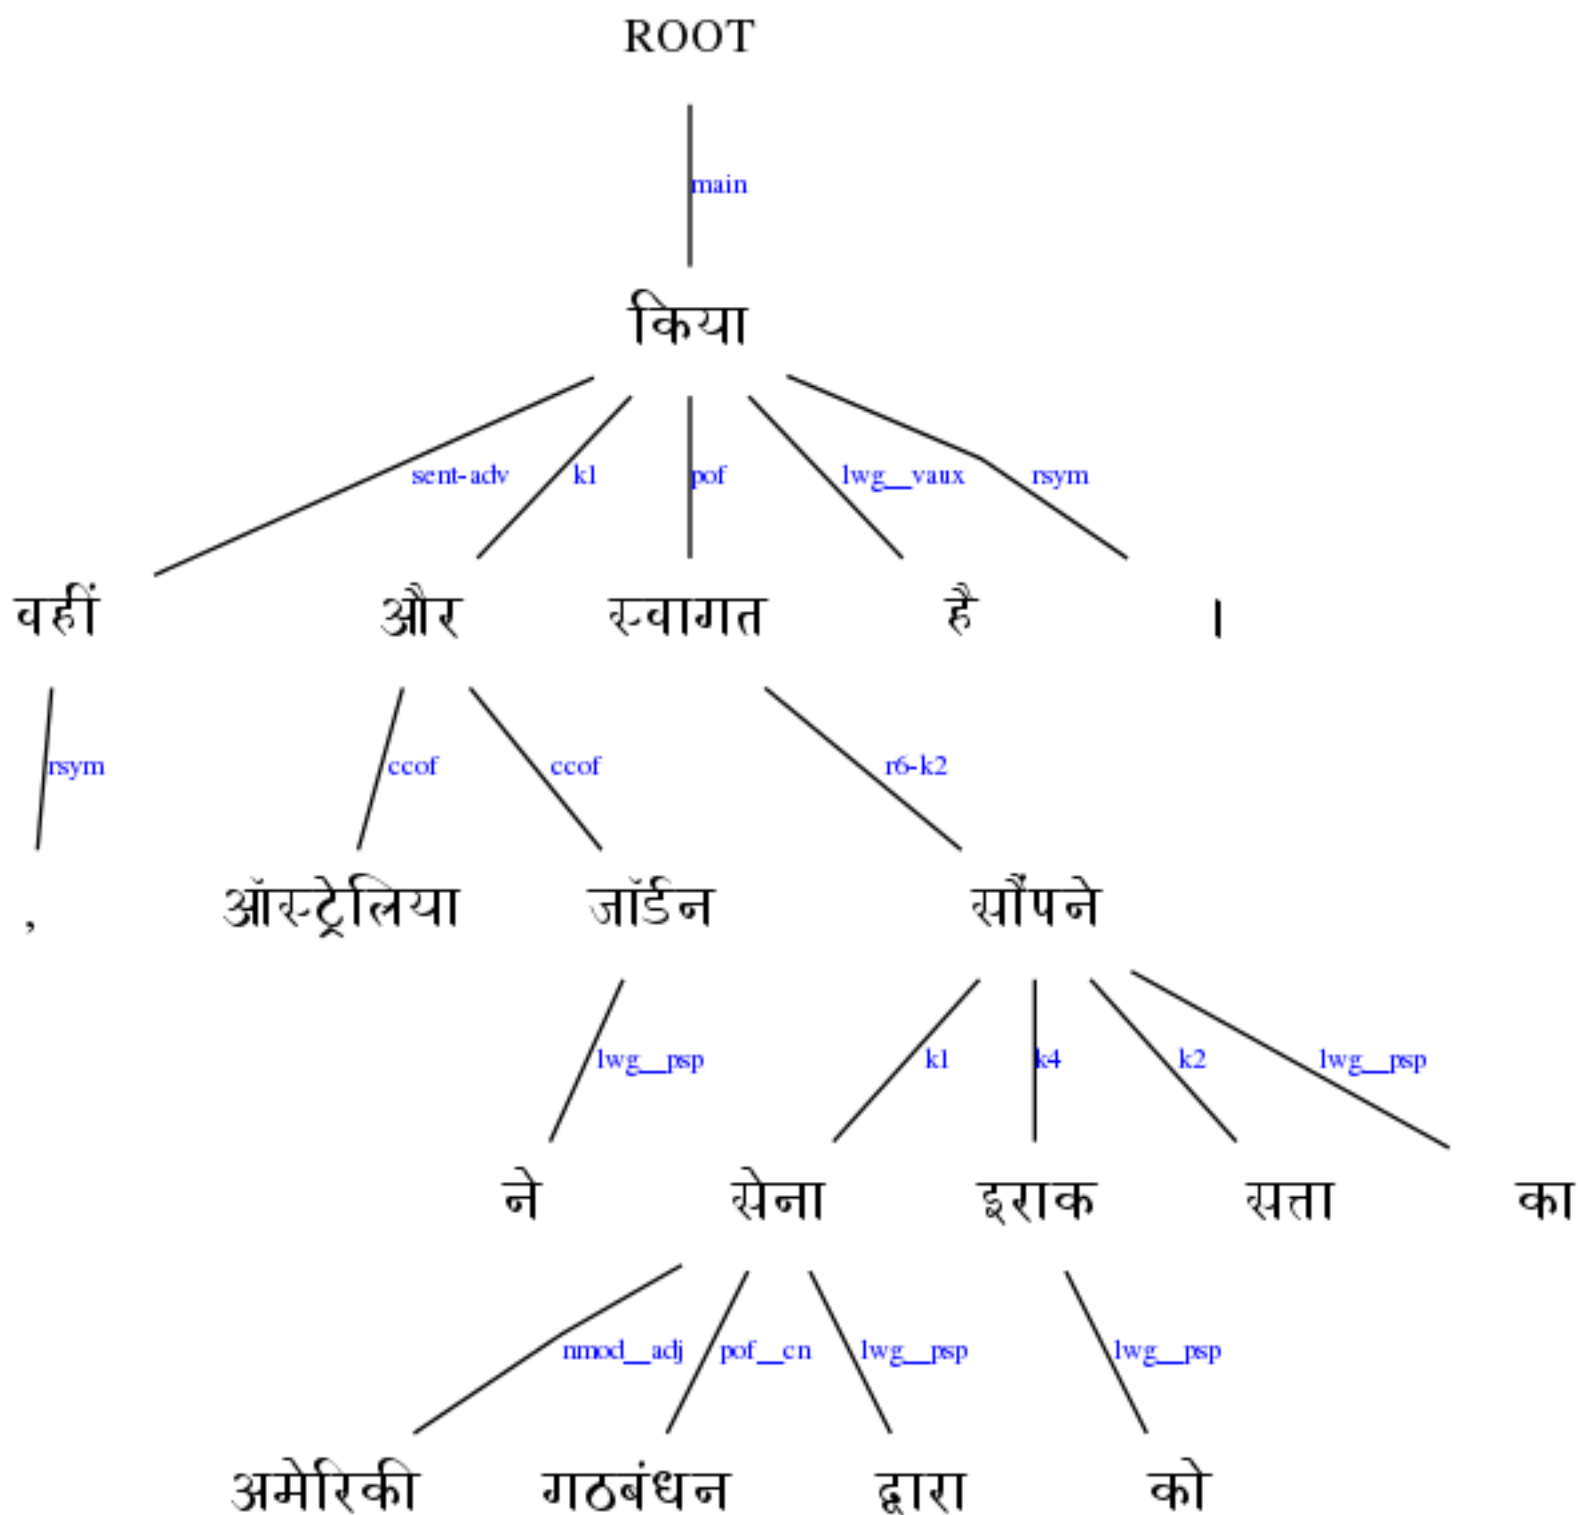 ROOT
main
किया
sent-adv k1 pof lwg__vaux rsym
वहीं और स्वागत है ।
rsym ccof ccof r6-k2
, ऑस्ट्रेलिया जॉर्डन सौंपने
lwg__psp k1 k4 k2 lwg__psp
ने सेना इराक सत्ता का
nmod__adj pof__cn lwg__psp lwg__psp
अमेरिकी गठबंधन द्वारा को